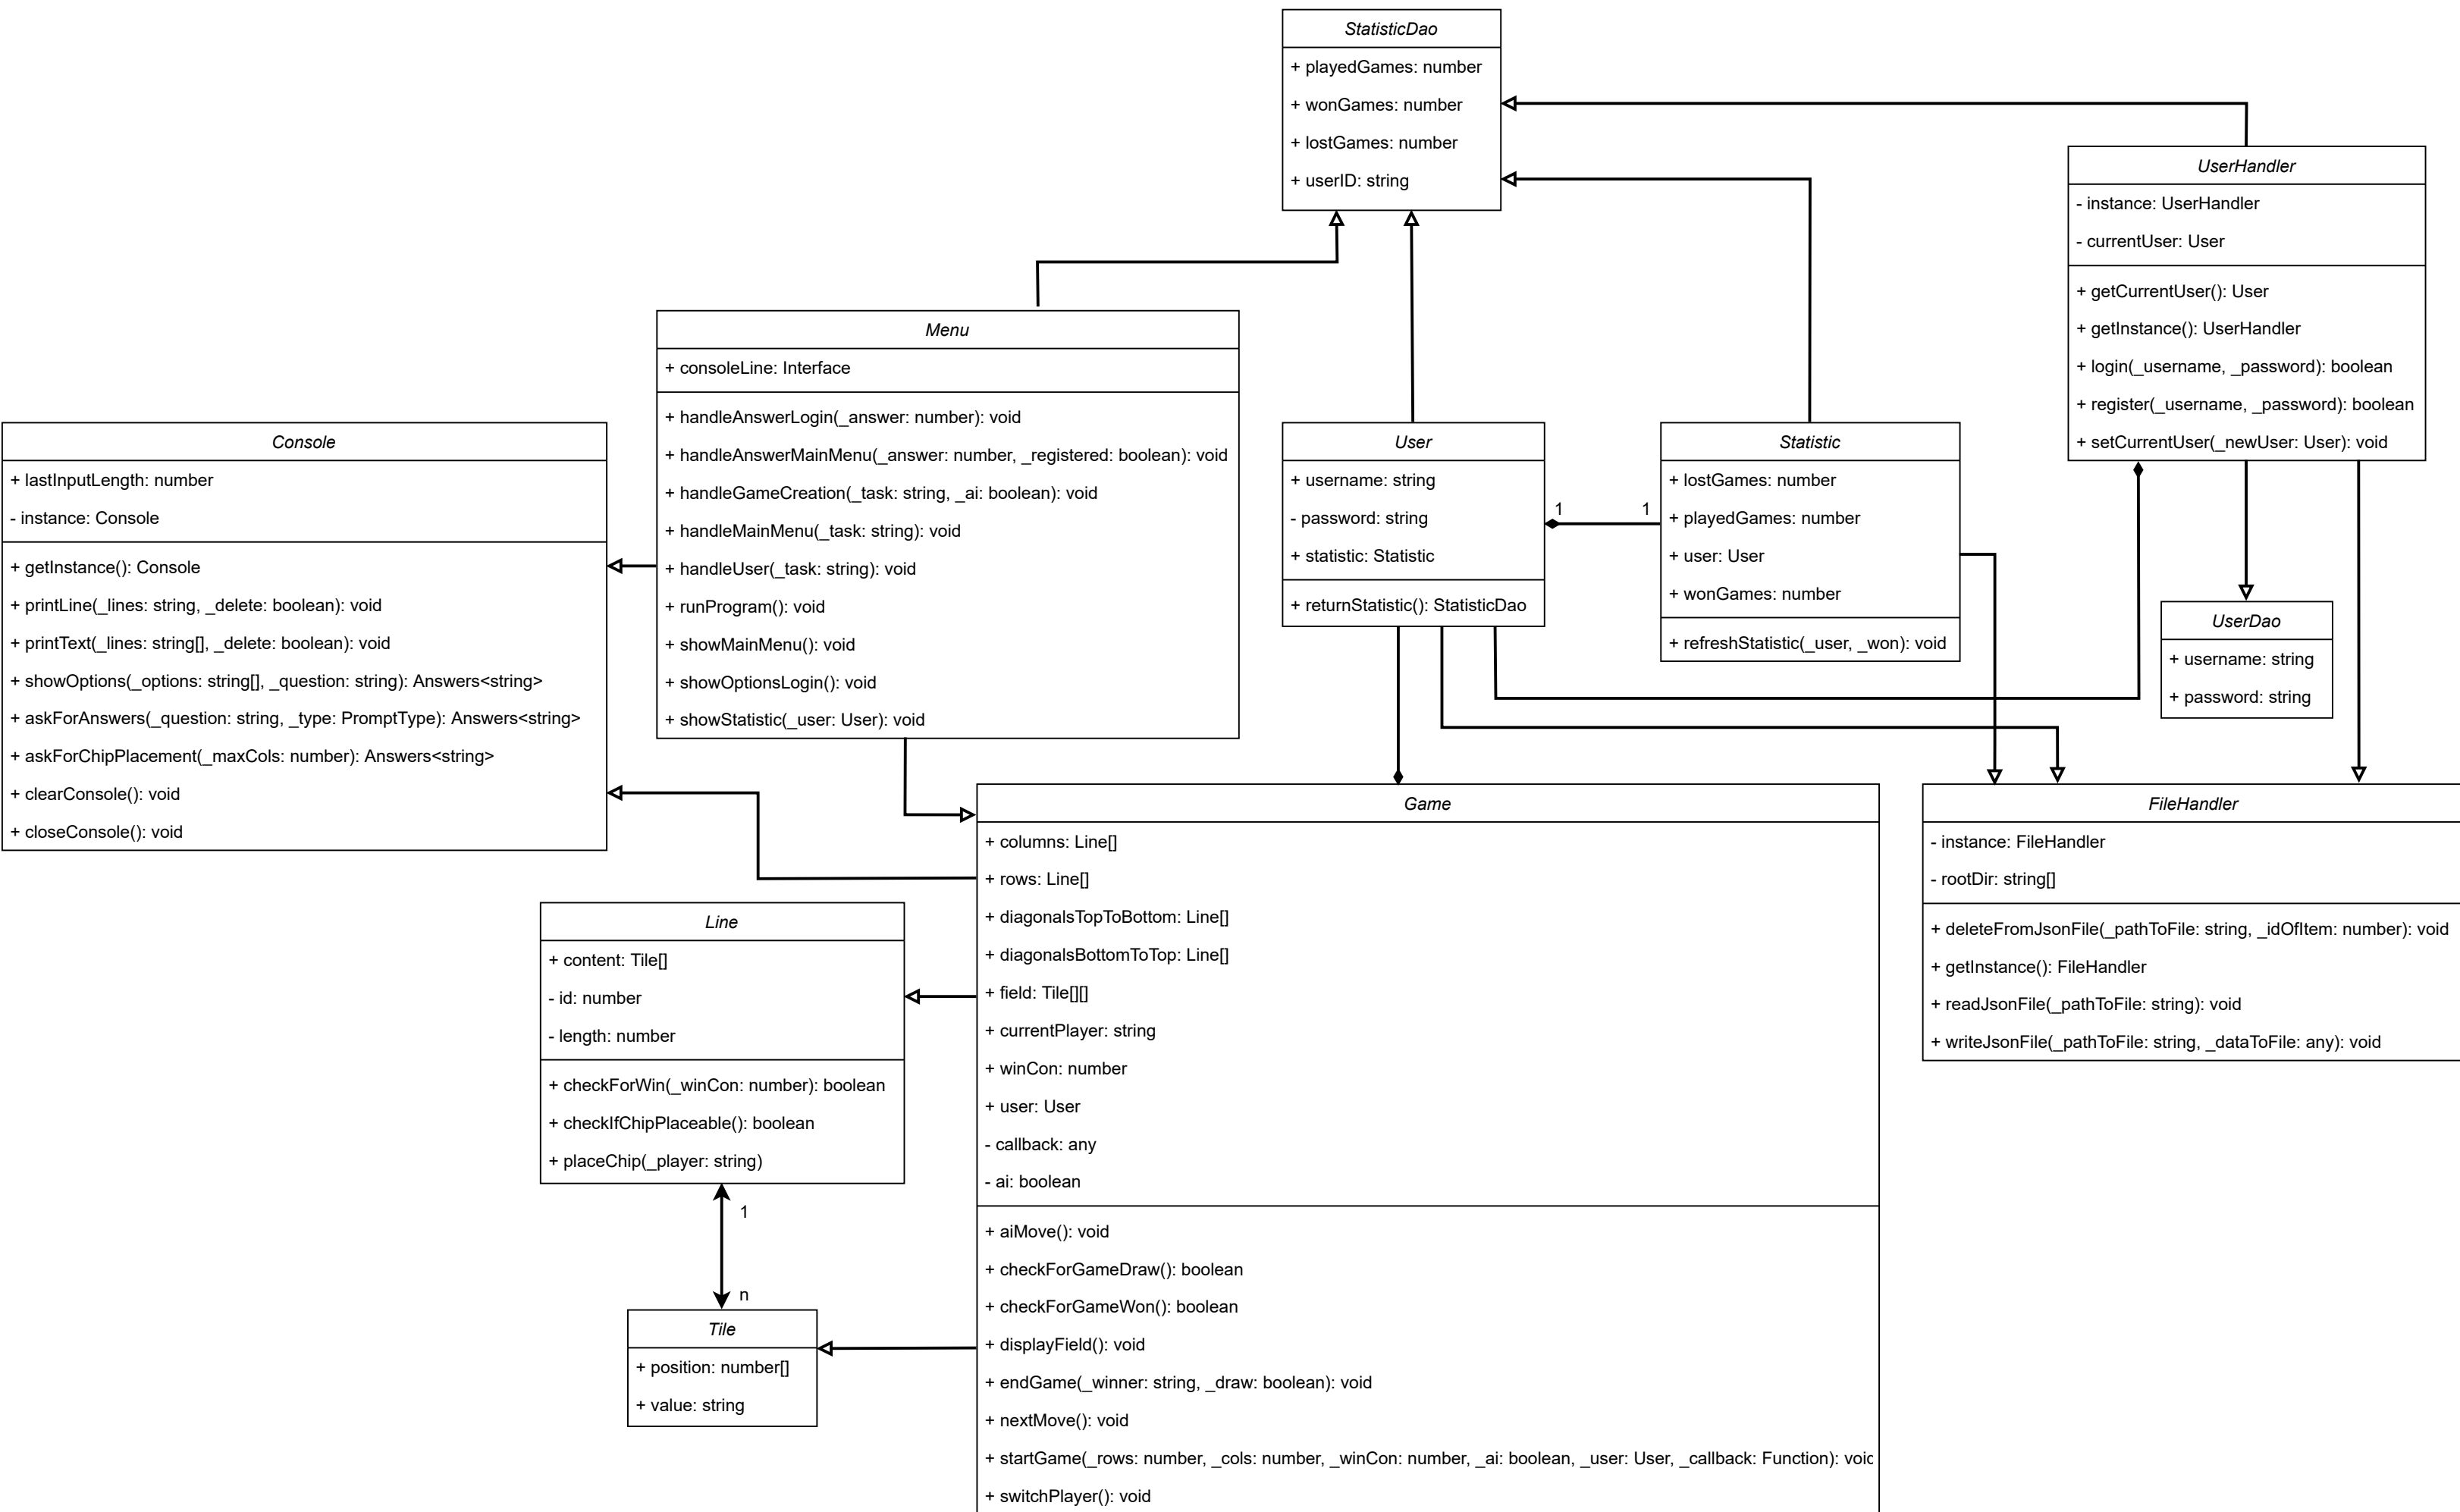 StatisticDao
+ playedGames: number
+ wonGames: number
+ lostGames: number
+ userID: string
UserHandler
- instance: UserHandler
- currentUser: User
+ getCurrentUser(): User
+ getInstance(): UserHandler
+ login(_username, _password): boolean
+ register(_username, _password): boolean
+ setCurrentUser(_newUser: User): void
Menu
+ consoleLine: Interface
+ handleAnswerLogin(_answer: number): void
+ handleAnswerMainMenu(_answer: number, _registered: boolean): void
+ handleGameCreation(_task: string, _ai: boolean): void
+ handleMainMenu(_task: string): void
+ handleUser(_task: string): void
+ runProgram(): void
+ showMainMenu(): void
+ showOptionsLogin(): void
+ showStatistic(_user: User): void
Console
+ lastInputLength: number
- instance: Console
+ getInstance(): Console
+ printLine(_lines: string, _delete: boolean): void
+ printText(_lines: string[], _delete: boolean): void
+ showOptions(_options: string[], _question: string): Answers<string>
+ askForAnswers(_question: string, _type: PromptType): Answers<string>
+ askForChipPlacement(_maxCols: number): Answers<string>
+ clearConsole(): void
+ closeConsole(): void
User
+ username: string
- password: string
+ statistic: Statistic
+ returnStatistic(): StatisticDao
1
1
Statistic
+ lostGames: number
+ playedGames: number
+ user: User
+ wonGames: number
+ refreshStatistic(_user, _won): void
UserDao
+ username: string
+ password: string
Game
+ columns: Line[]
+ rows: Line[]
+ diagonalsTopToBottom: Line[]
+ diagonalsBottomToTop: Line[]
+ field: Tile[][]
+ currentPlayer: string
+ winCon: number
+ user: User
- callback: any
- ai: boolean
+ aiMove(): void
+ checkForGameDraw(): boolean
+ checkForGameWon(): boolean
+ displayField(): void
+ endGame(_winner: string, _draw: boolean): void
+ nextMove(): void
+ startGame(_rows: number, _cols: number, _winCon: number, _ai: boolean, _user: User, _callback: Function): void
+ switchPlayer(): void
FileHandler
- instance: FileHandler
- rootDir: string[]
+ deleteFromJsonFile(_pathToFile: string, _idOfItem: number): void
+ getInstance(): FileHandler
+ readJsonFile(_pathToFile: string): void
+ writeJsonFile(_pathToFile: string, _dataToFile: any): void
Line
+ content: Tile[]
- id: number
- length: number
+ checkForWin(_winCon: number): boolean
+ checkIfChipPlaceable(): boolean
+ placeChip(_player: string)
1
n
Tile
+ position: number[]
+ value: string